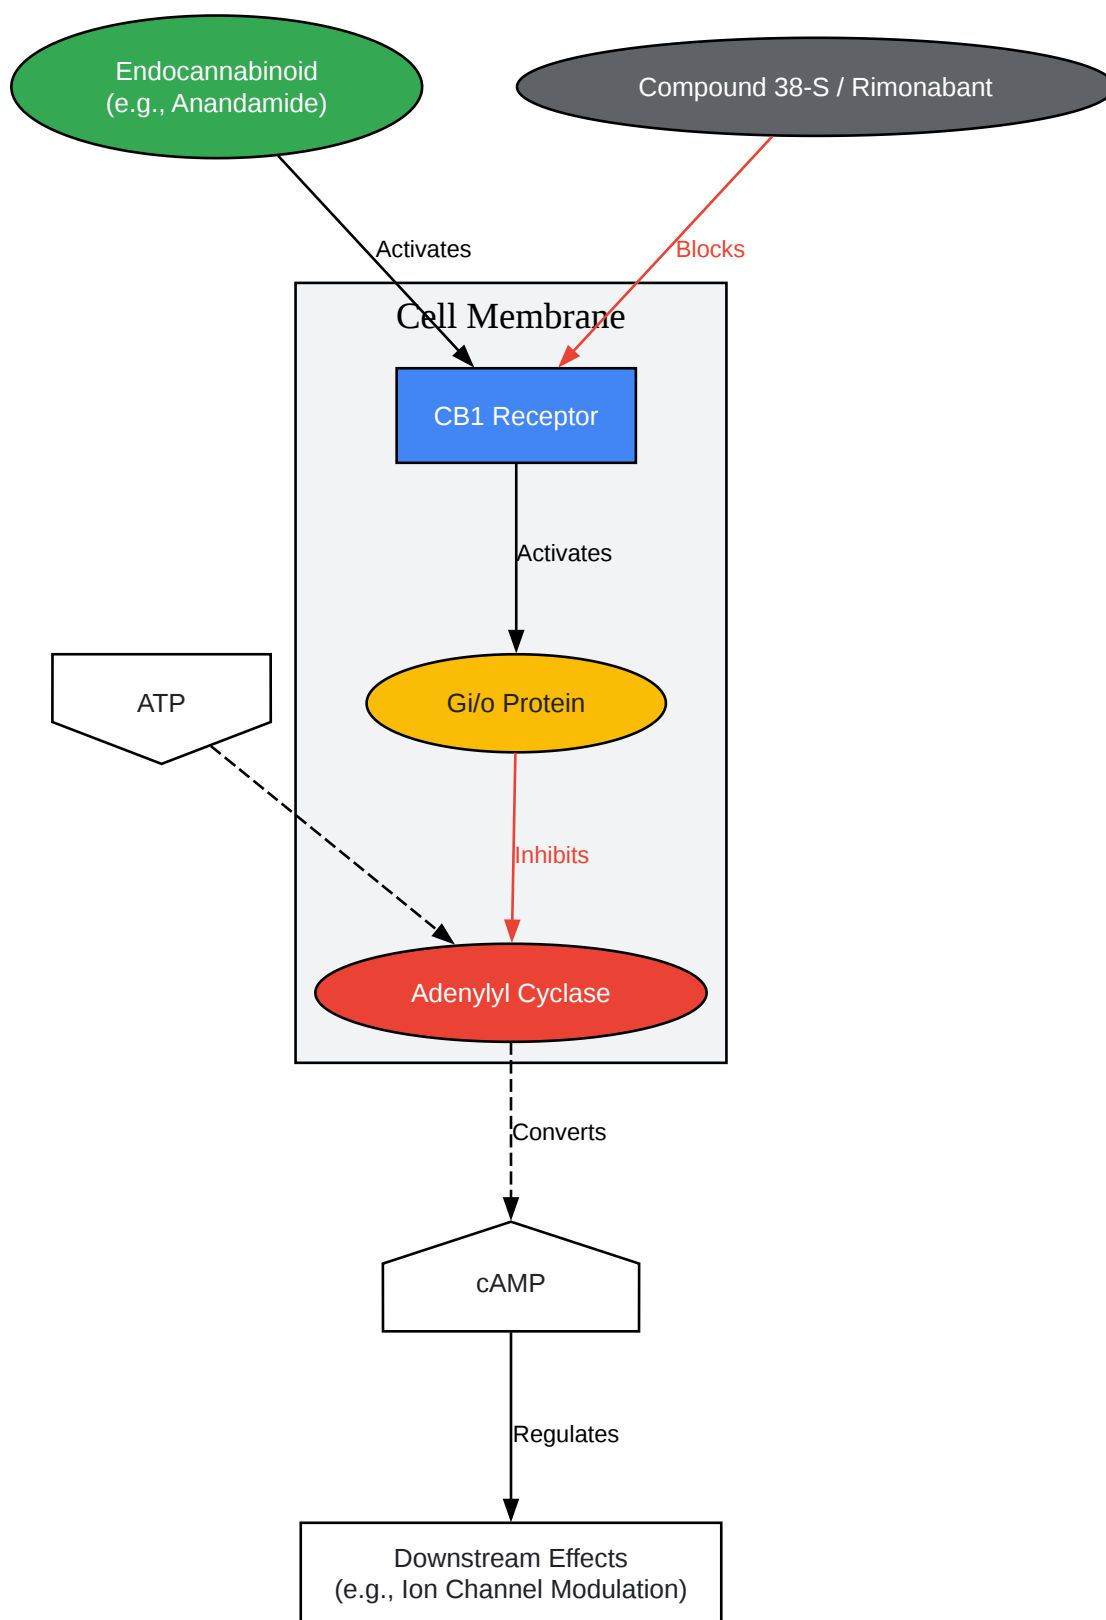 Endocannabinoid
(e.g., Anandamide)
Compound 38-S / Rimonabant
Activates
Blocks
Cell Membrane
CB1 Receptor
Activates
ATP
Gi/o Protein
Inhibits
Adenylyl Cyclase
Converts
cAMP
Regulates
Downstream Effects
(e.g., Ion Channel Modulation)